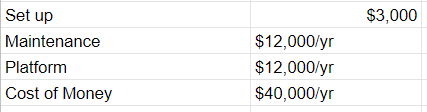 Set up $3,000
Maintenance $12,000/yr
Platform $12,000/yr
Cost of Money $40,000/yr